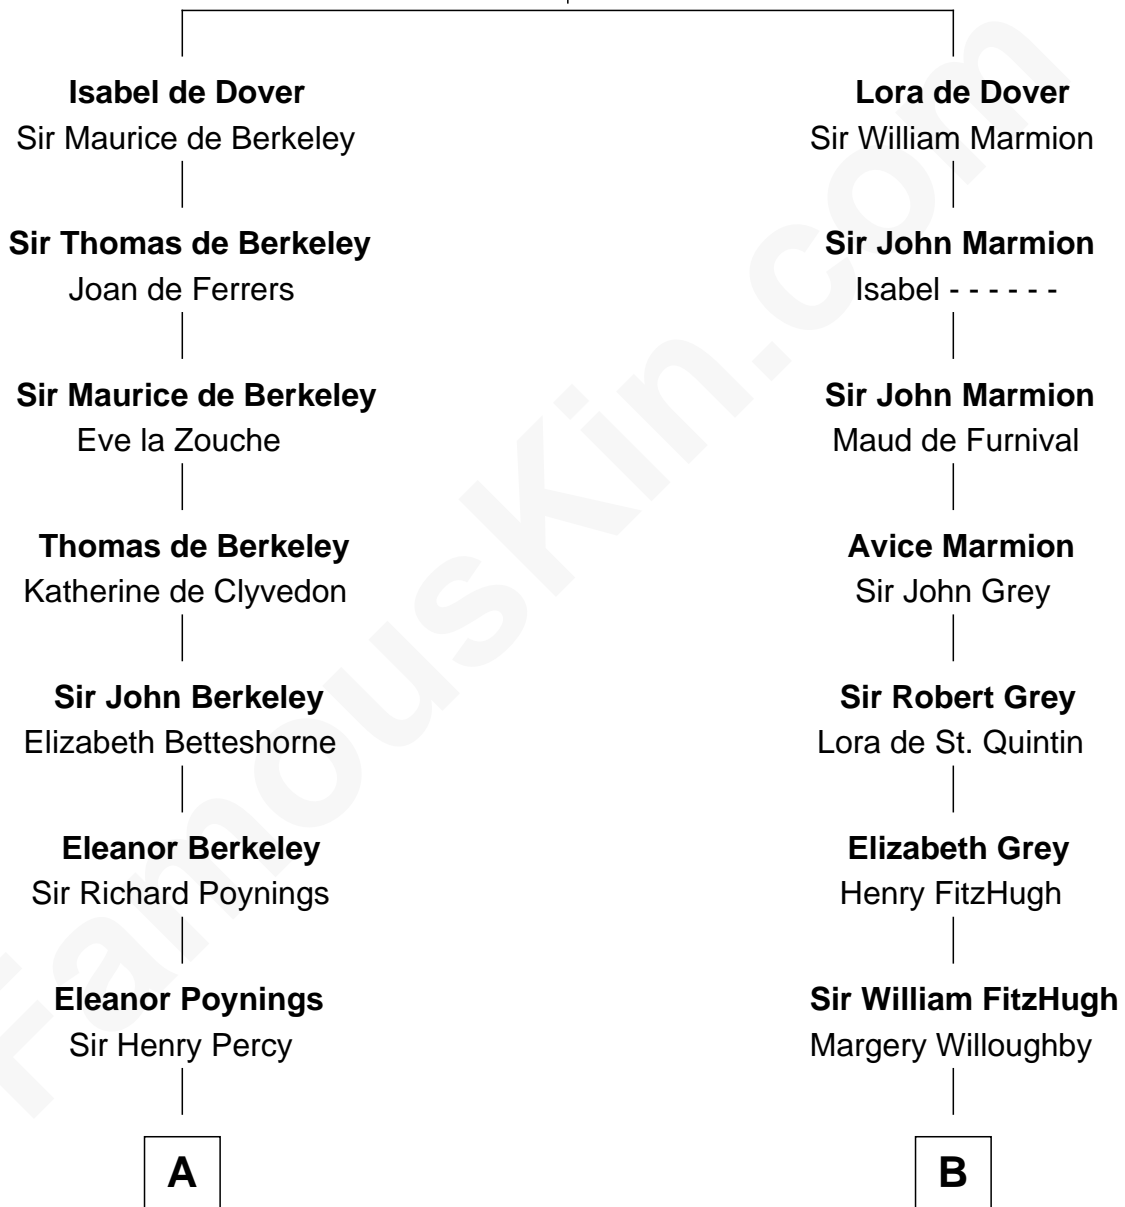 Isabel de Dover
Sir Maurice de Berkeley
Lora de Dover
Sir William Marmion
Sir Thomas de Berkeley
Joan de Ferrers
Sir John Marmion
Isabel - - - - - -
Sir Maurice de Berkeley
Eve la Zouche
Sir John Marmion
Maud de Furnival
Thomas de Berkeley
Katherine de Clyvedon
Avice Marmion
Sir John Grey
Sir John Berkeley
Elizabeth Betteshorne
Sir Robert Grey
Lora de St. Quintin
Eleanor Berkeley
Sir Richard Poynings
Elizabeth Grey
Henry FitzHugh
Eleanor Poynings
Sir Henry Percy
Sir William FitzHugh
Margery Willoughby
A
B
FamousKin.com